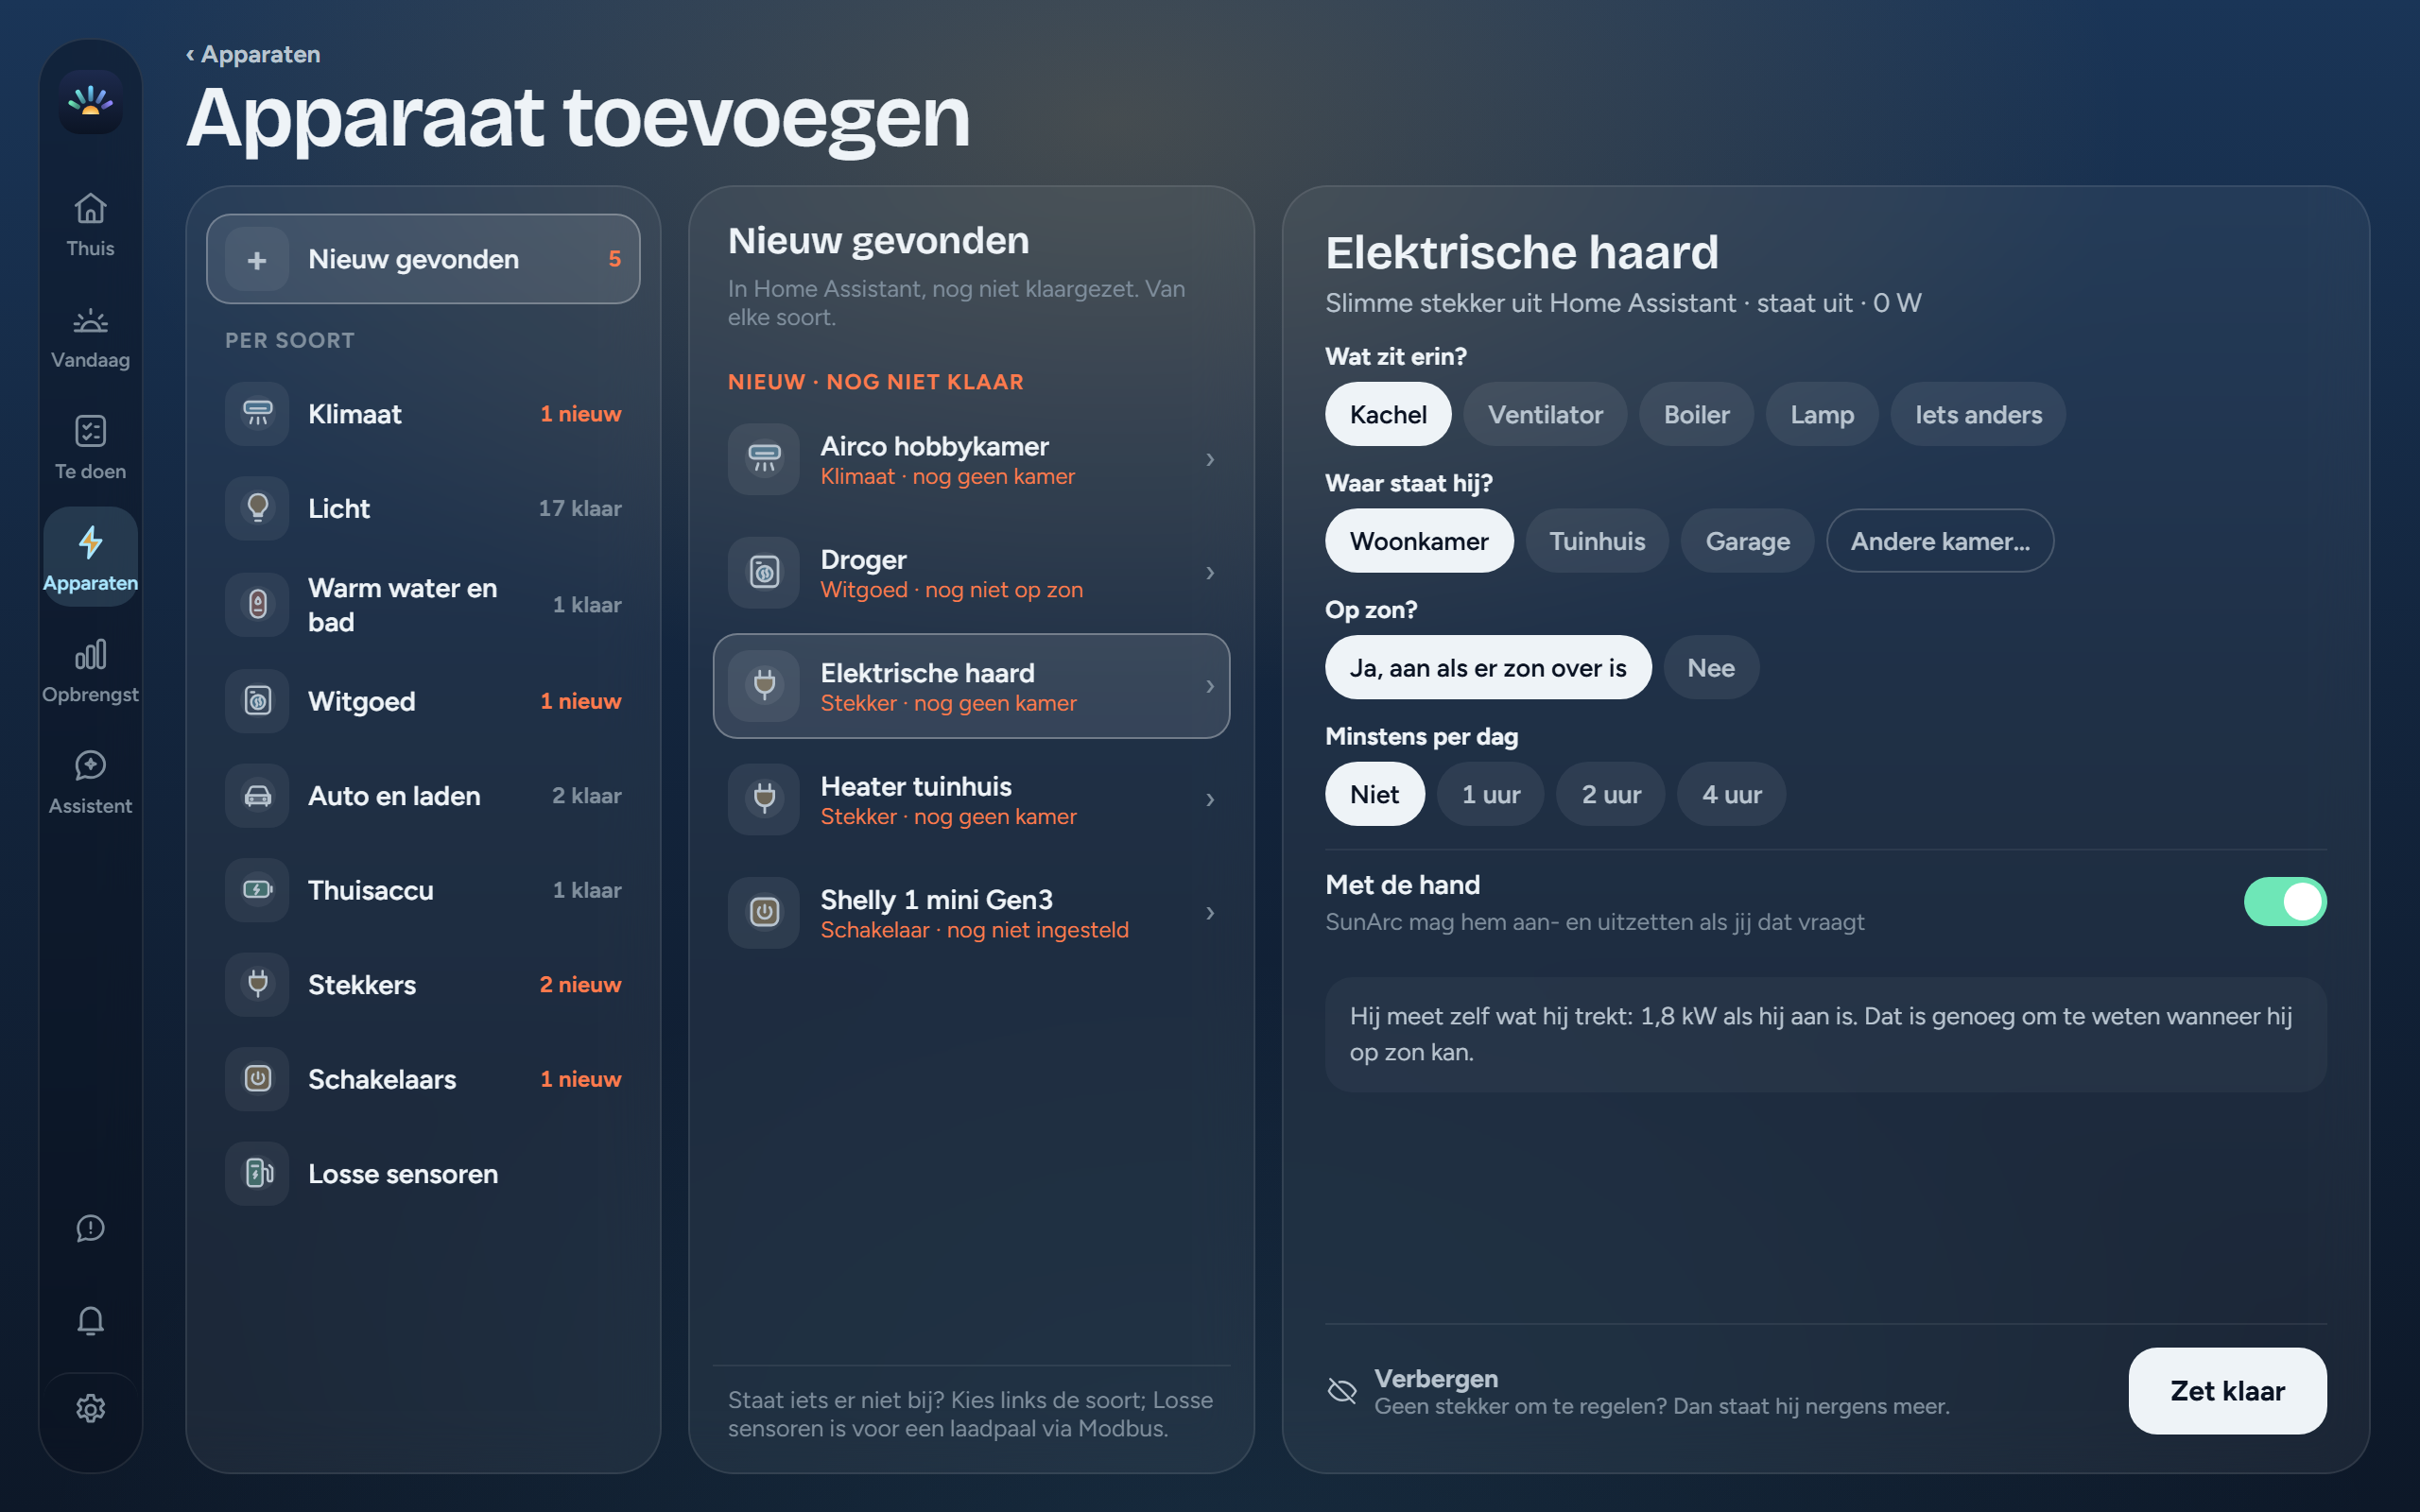 ‹ Apparaten
Apparaat toevoegen
Thuis
Vandaag
Te doen
Apparaten
Opbrengst
Assistent
+ Nieuw gevonden 5
PER SOORT
Klimaat 1 nieuw
Licht 17 klaar
Warm water en
bad 1 klaar
Witgoed 1 nieuw
Auto en laden 2 klaar
Thuisaccu 1 klaar
Stekkers 2 nieuw
Schakelaars 1 nieuw
Losse sensoren
Nieuw gevonden
In Home Assistant, nog niet klaargezet. Van
elke soort.
NIEUW · NOG NIET KLAAR
Airco hobbykamer
Klimaat · nog geen kamer
Droger
Witgoed · nog niet op zon
Elektrische haard
Stekker · nog geen kamer
Heater tuinhuis
Stekker · nog geen kamer
Shelly 1 mini Gen3
Schakelaar · nog niet ingesteld
Staat iets er niet bij? Kies links de soort; Losse
sensoren is voor een laadpaal via Modbus.
Elektrische haard
Slimme stekker uit Home Assistant · staat uit · 0 W
Wat zit erin?
Kachel Ventilator Boiler Lamp Iets anders
Waar staat hij?
Woonkamer Tuinhuis Garage Andere kamer...
Op zon?
Ja, aan als er zon over is Nee
Minstens per dag
Niet 1 uur 2 uur 4 uur
Met de hand
SunArc mag hem aan- en uitzetten als jij dat vraagt
Hij meet zelf wat hij trekt: 1,8 kW als hij aan is. Dat is genoeg om te weten wanneer hij
op zon kan.
Verbergen
Geen stekker om te regelen? Dan staat hij nergens meer.
Zet klaar